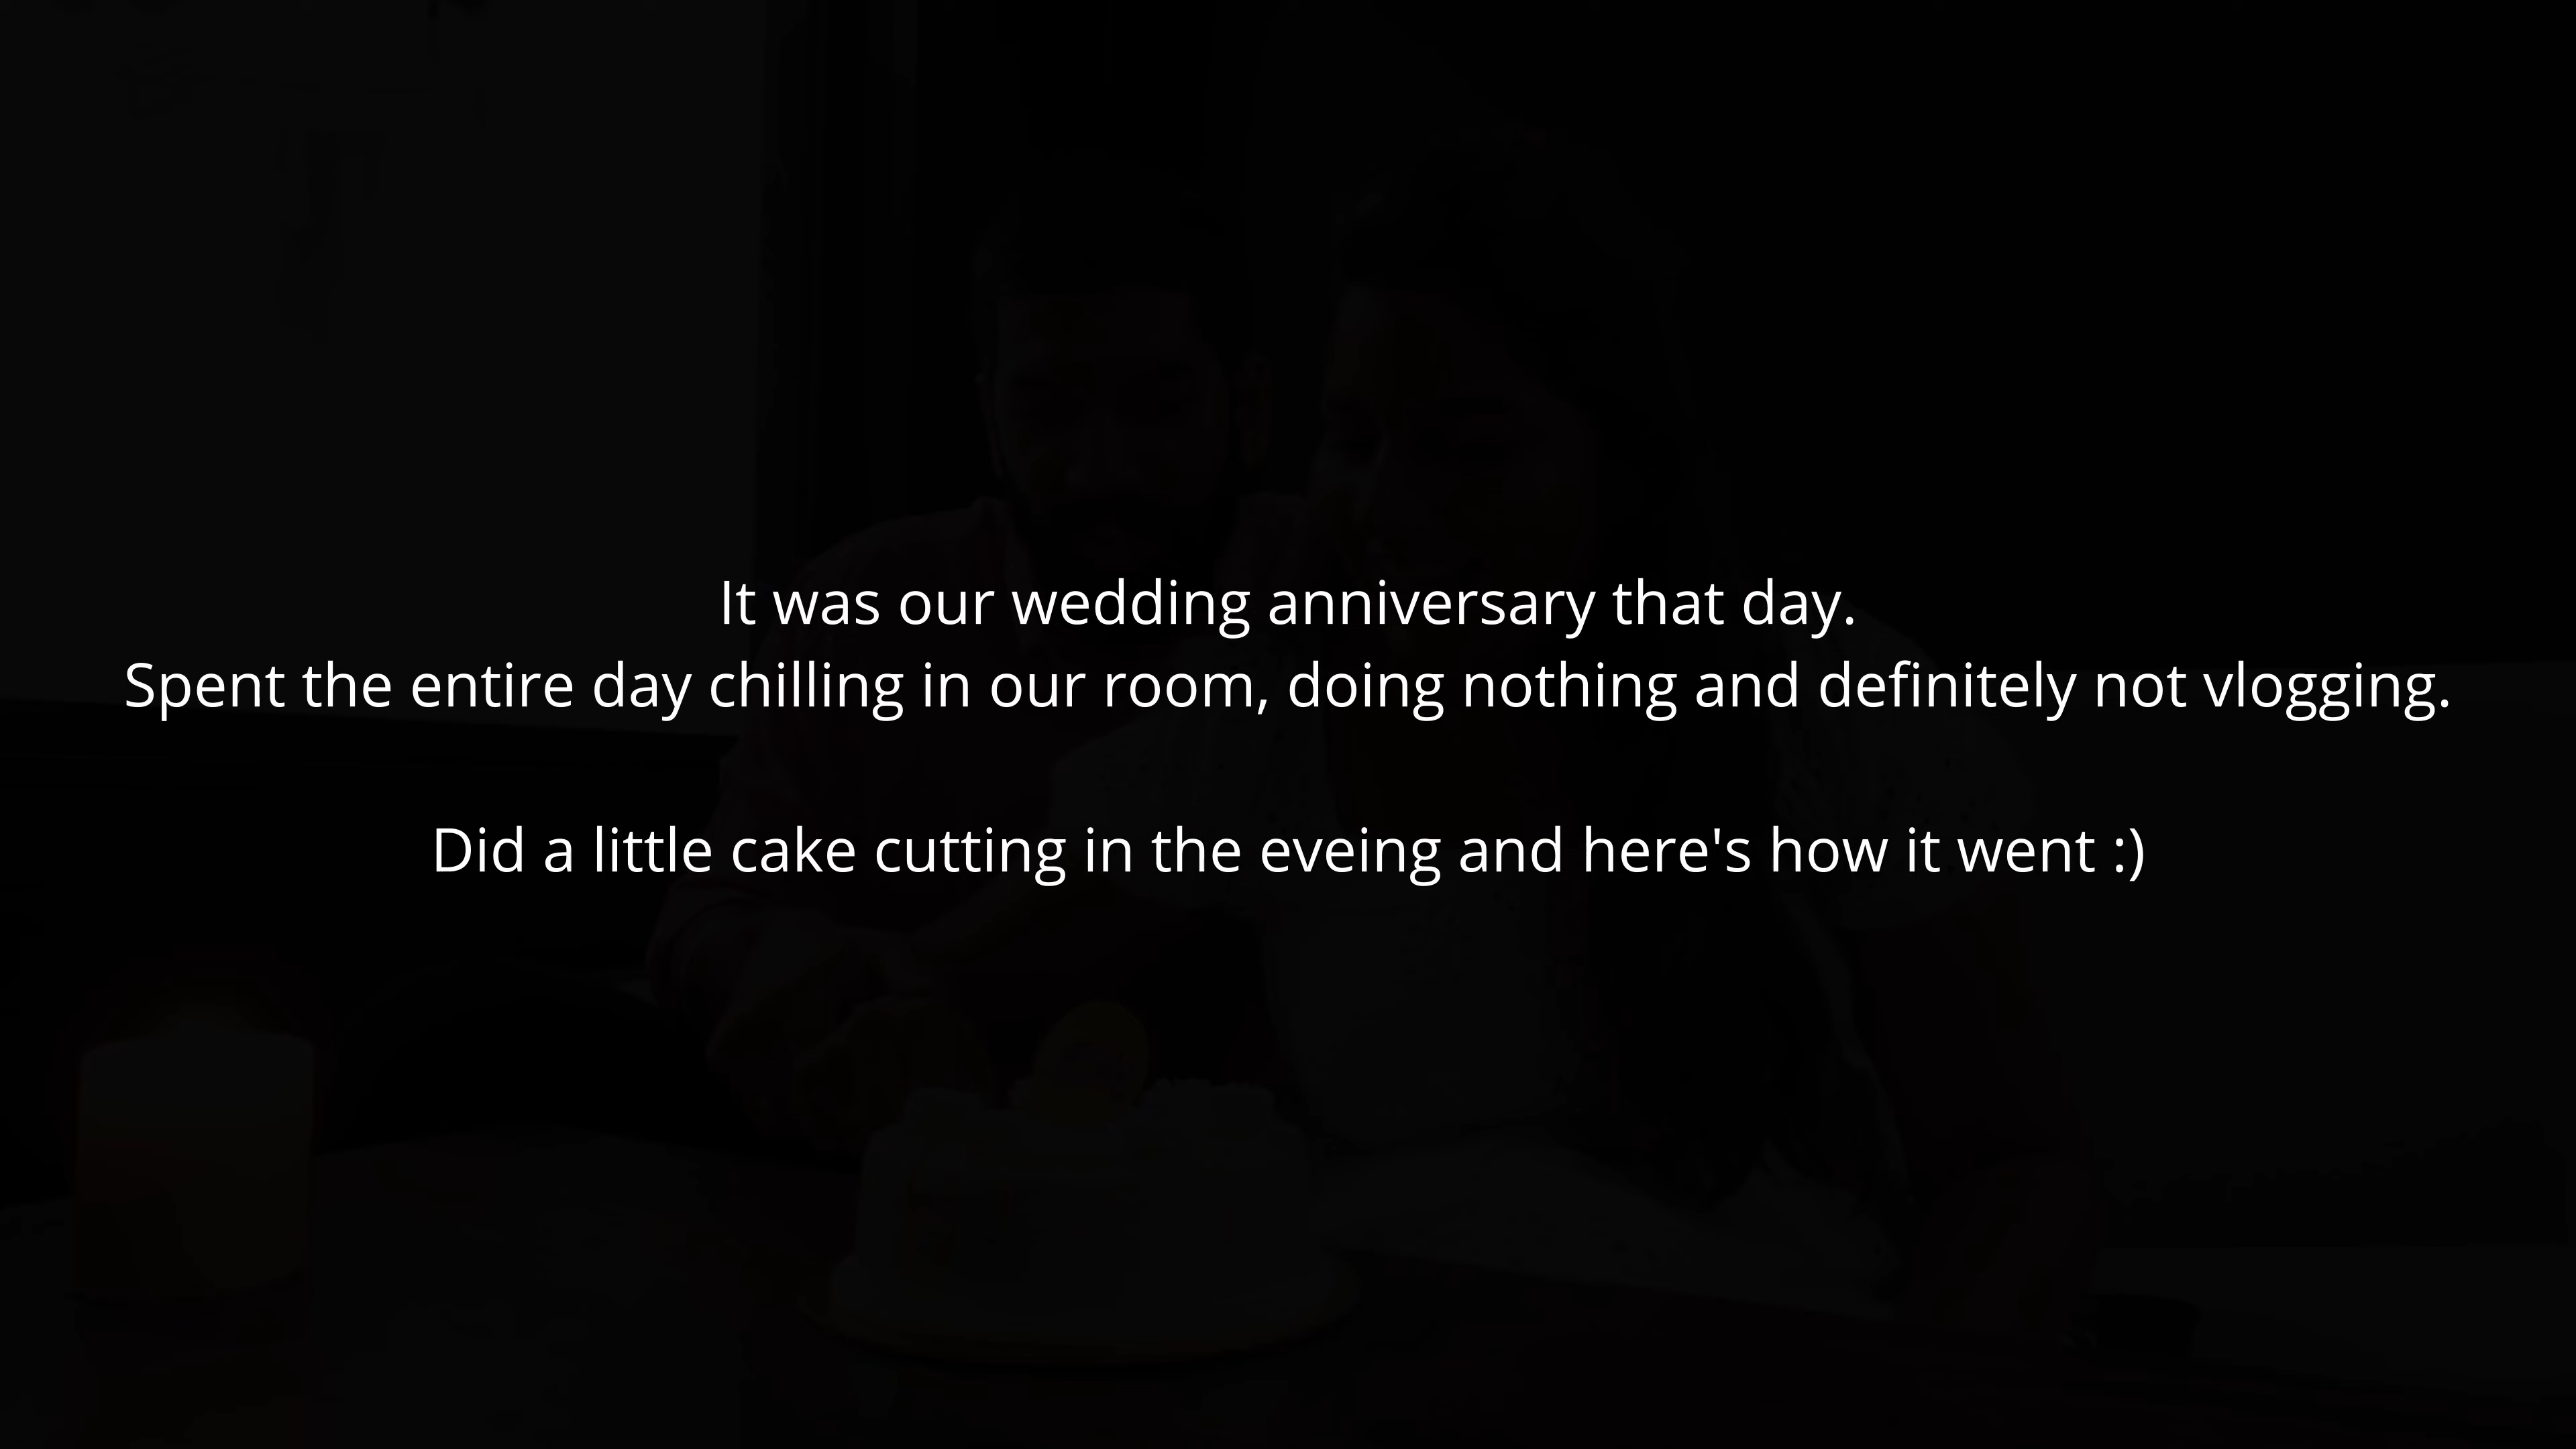 It was our wedding anniversary that day.
Spent the entire day chilling in our room, doing nothing and definitely not vlogging.
Did a little cake cutting in the eveing and here's how it went :)